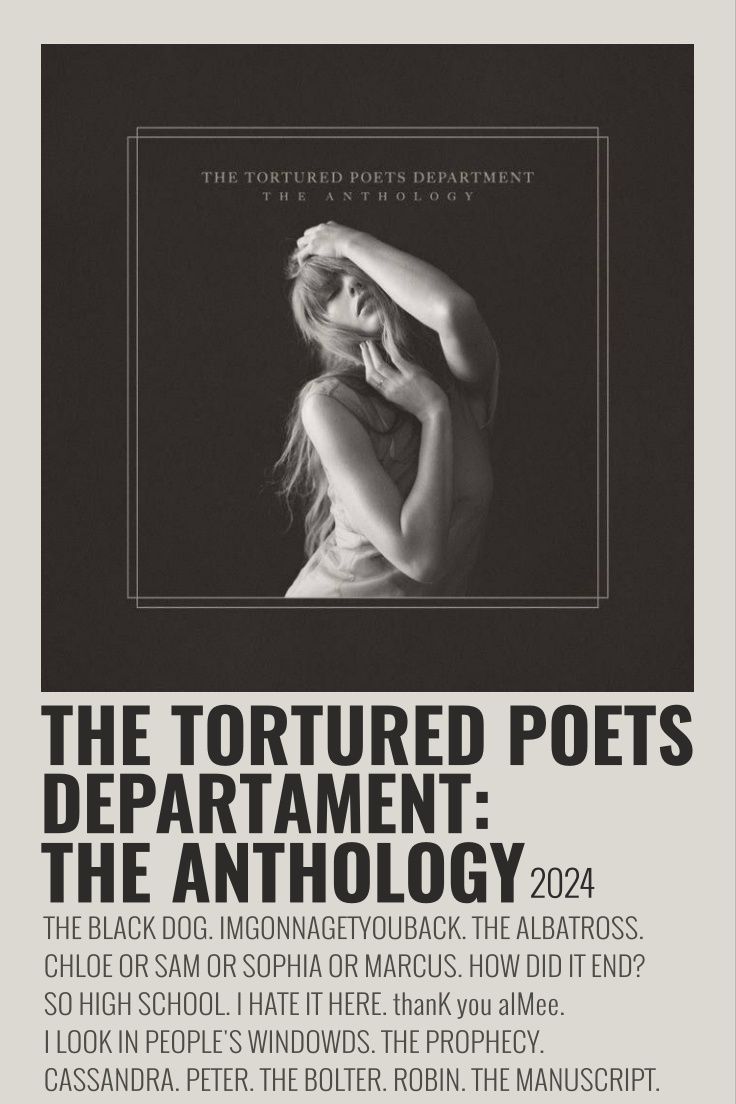 THE TORTURED POETS DEPARTMENT
THE ANTHOLOGY
THE TORTURED POETS
DEPARTAMENT:
THE ANTHOLOGY 2024
THE BLACK DOG. IMGONNAGETYOUBACK. THE ALBATROSS.
CHLOE OR SAM OR SOPHIA OR MARCUS. HOW DID IT END?
SO HIGH SCHOOL. I HATE IT HERE. thanK you aIMee.
I LOOK IN PEOPLE'S WINDOWDS. THE PROPHECY.
CASSANDRA. PETER. THE BOLTER. ROBIN. THE MANUSCRIPT.